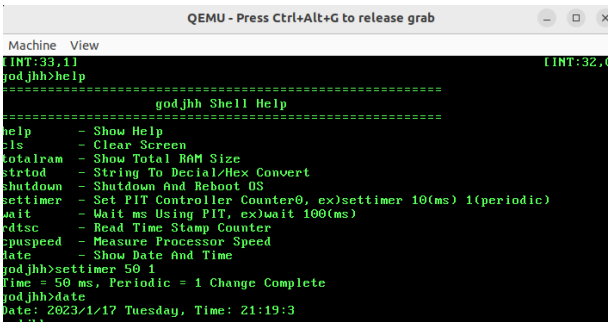 QEMU - Press Ctrl+Alt+G to release grab
Machine View
[INT:33,1] [INT:32,0
godjhh>help
=========================================================
godjhh Shell Help
=========================================================
help - Show Help
cls - Clear Screen
totalram - Show Total RAM Size
strtod - String To Decial/Hex Convert
shutdown - Shutdown And Reboot OS
settimer - Set PIT Controller Counter0, ex)settimer 10(ms) 1(periodic)
wait - Wait ms Using PIT, ex)wait 100(ms)
rdtsc - Read Time Stamp Counter
cpuspeed - Measure Processor Speed
date - Show Date And Time
godjhh>settimer 50 1
Time = 50 ms, Periodic = 1 Change Complete
godjhh>date
Date: 2023/1/17 Tuesday, Time: 21:19:3